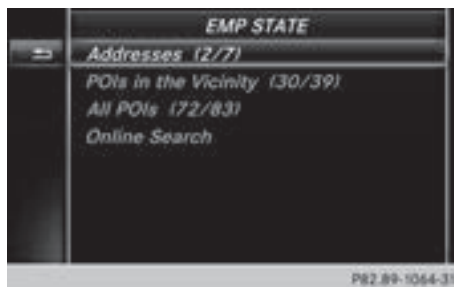 EMP STATE
Addresses (2/7)
POIs in the Vicinity (30/39)
All POIs (72/83)
Online Search
P82.89-1064-31